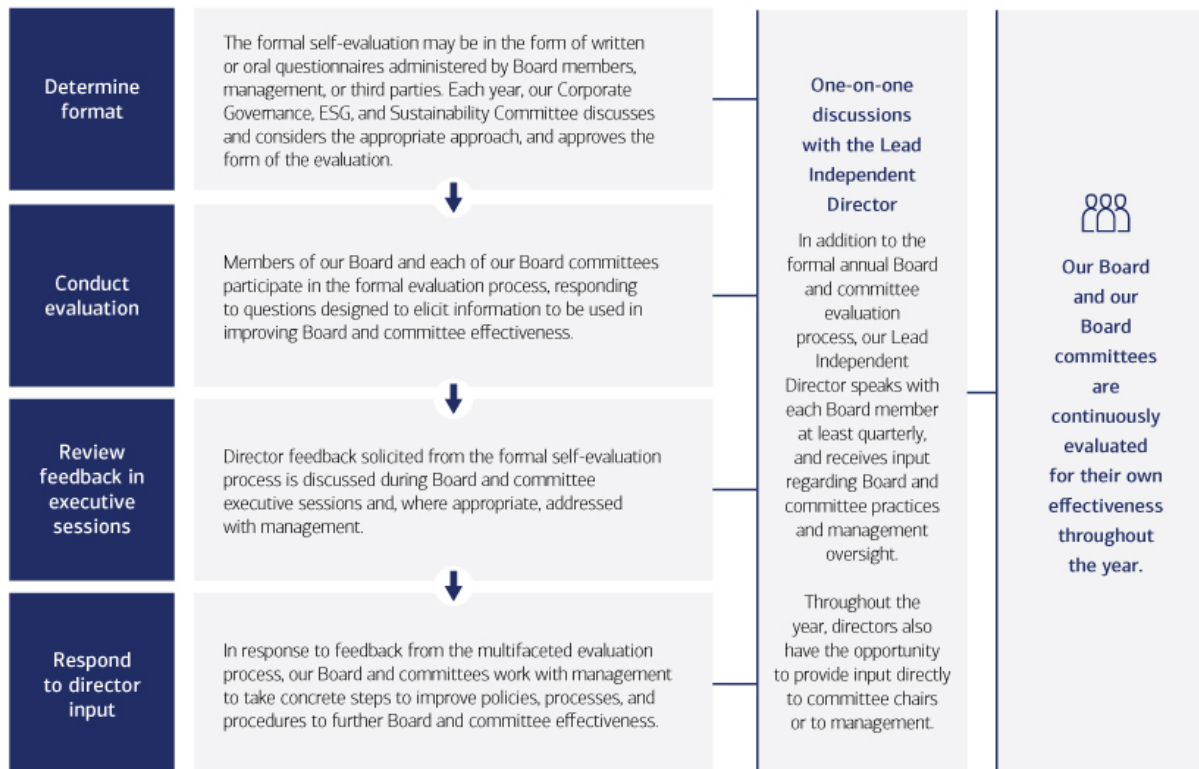 Determine
format
The formal self-evaluation may be in the form of written
or oral questionnaires administered by Board members,
management, or third parties. Each year, our Corporate
Governance, ESG, and Sustainability Committee discusses
and considers the appropriate approach, and approves the
form of the evaluation.
Conduct
evaluation
Members of our Board and each of our Board committees
participate in the formal evaluation process, responding
to questions designed to elicit information to be used in
improving Board and committee effectiveness.
Review
feedback in
executive
sessions
Director feedback solicited from the formal self-evaluation
process is discussed during Board and committee
executive sessions and, where appropriate, addressed
with management.
Respond
to director
input
In response to feedback from the multifaceted evaluation
process, our Board and committees work with management
to take concrete steps to improve policies, processes, and
procedures to further Board and committee effectiveness.
One-on-one
discussions
with the Lead
Independent
Director
In addition to the
formal annual Board
and committee
evaluation
process, our Lead
Independent
Director speaks with
each Board member
at least quarterly,
and receives input
regarding Board and
committee practices
and management
oversight.
Throughout the
year, directors also
have the opportunity
to provide input directly
to committee chairs
or to management.
Our Board
and our
Board
committees
are
continuously
evaluated
for their own
effectiveness
throughout
the year.